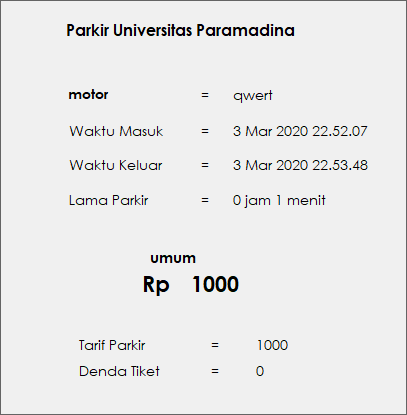 Parkir Universitas Paramadina
motor = qwert
Waktu Masuk = 3 Mar 2020 22.52.07
Waktu Keluar = 3 Mar 2020 22.53.48
Lama Parkir = 0 jam 1 menit
umum
Rp 1000
Tarif Parkir = 1000
Denda Tiket = 0